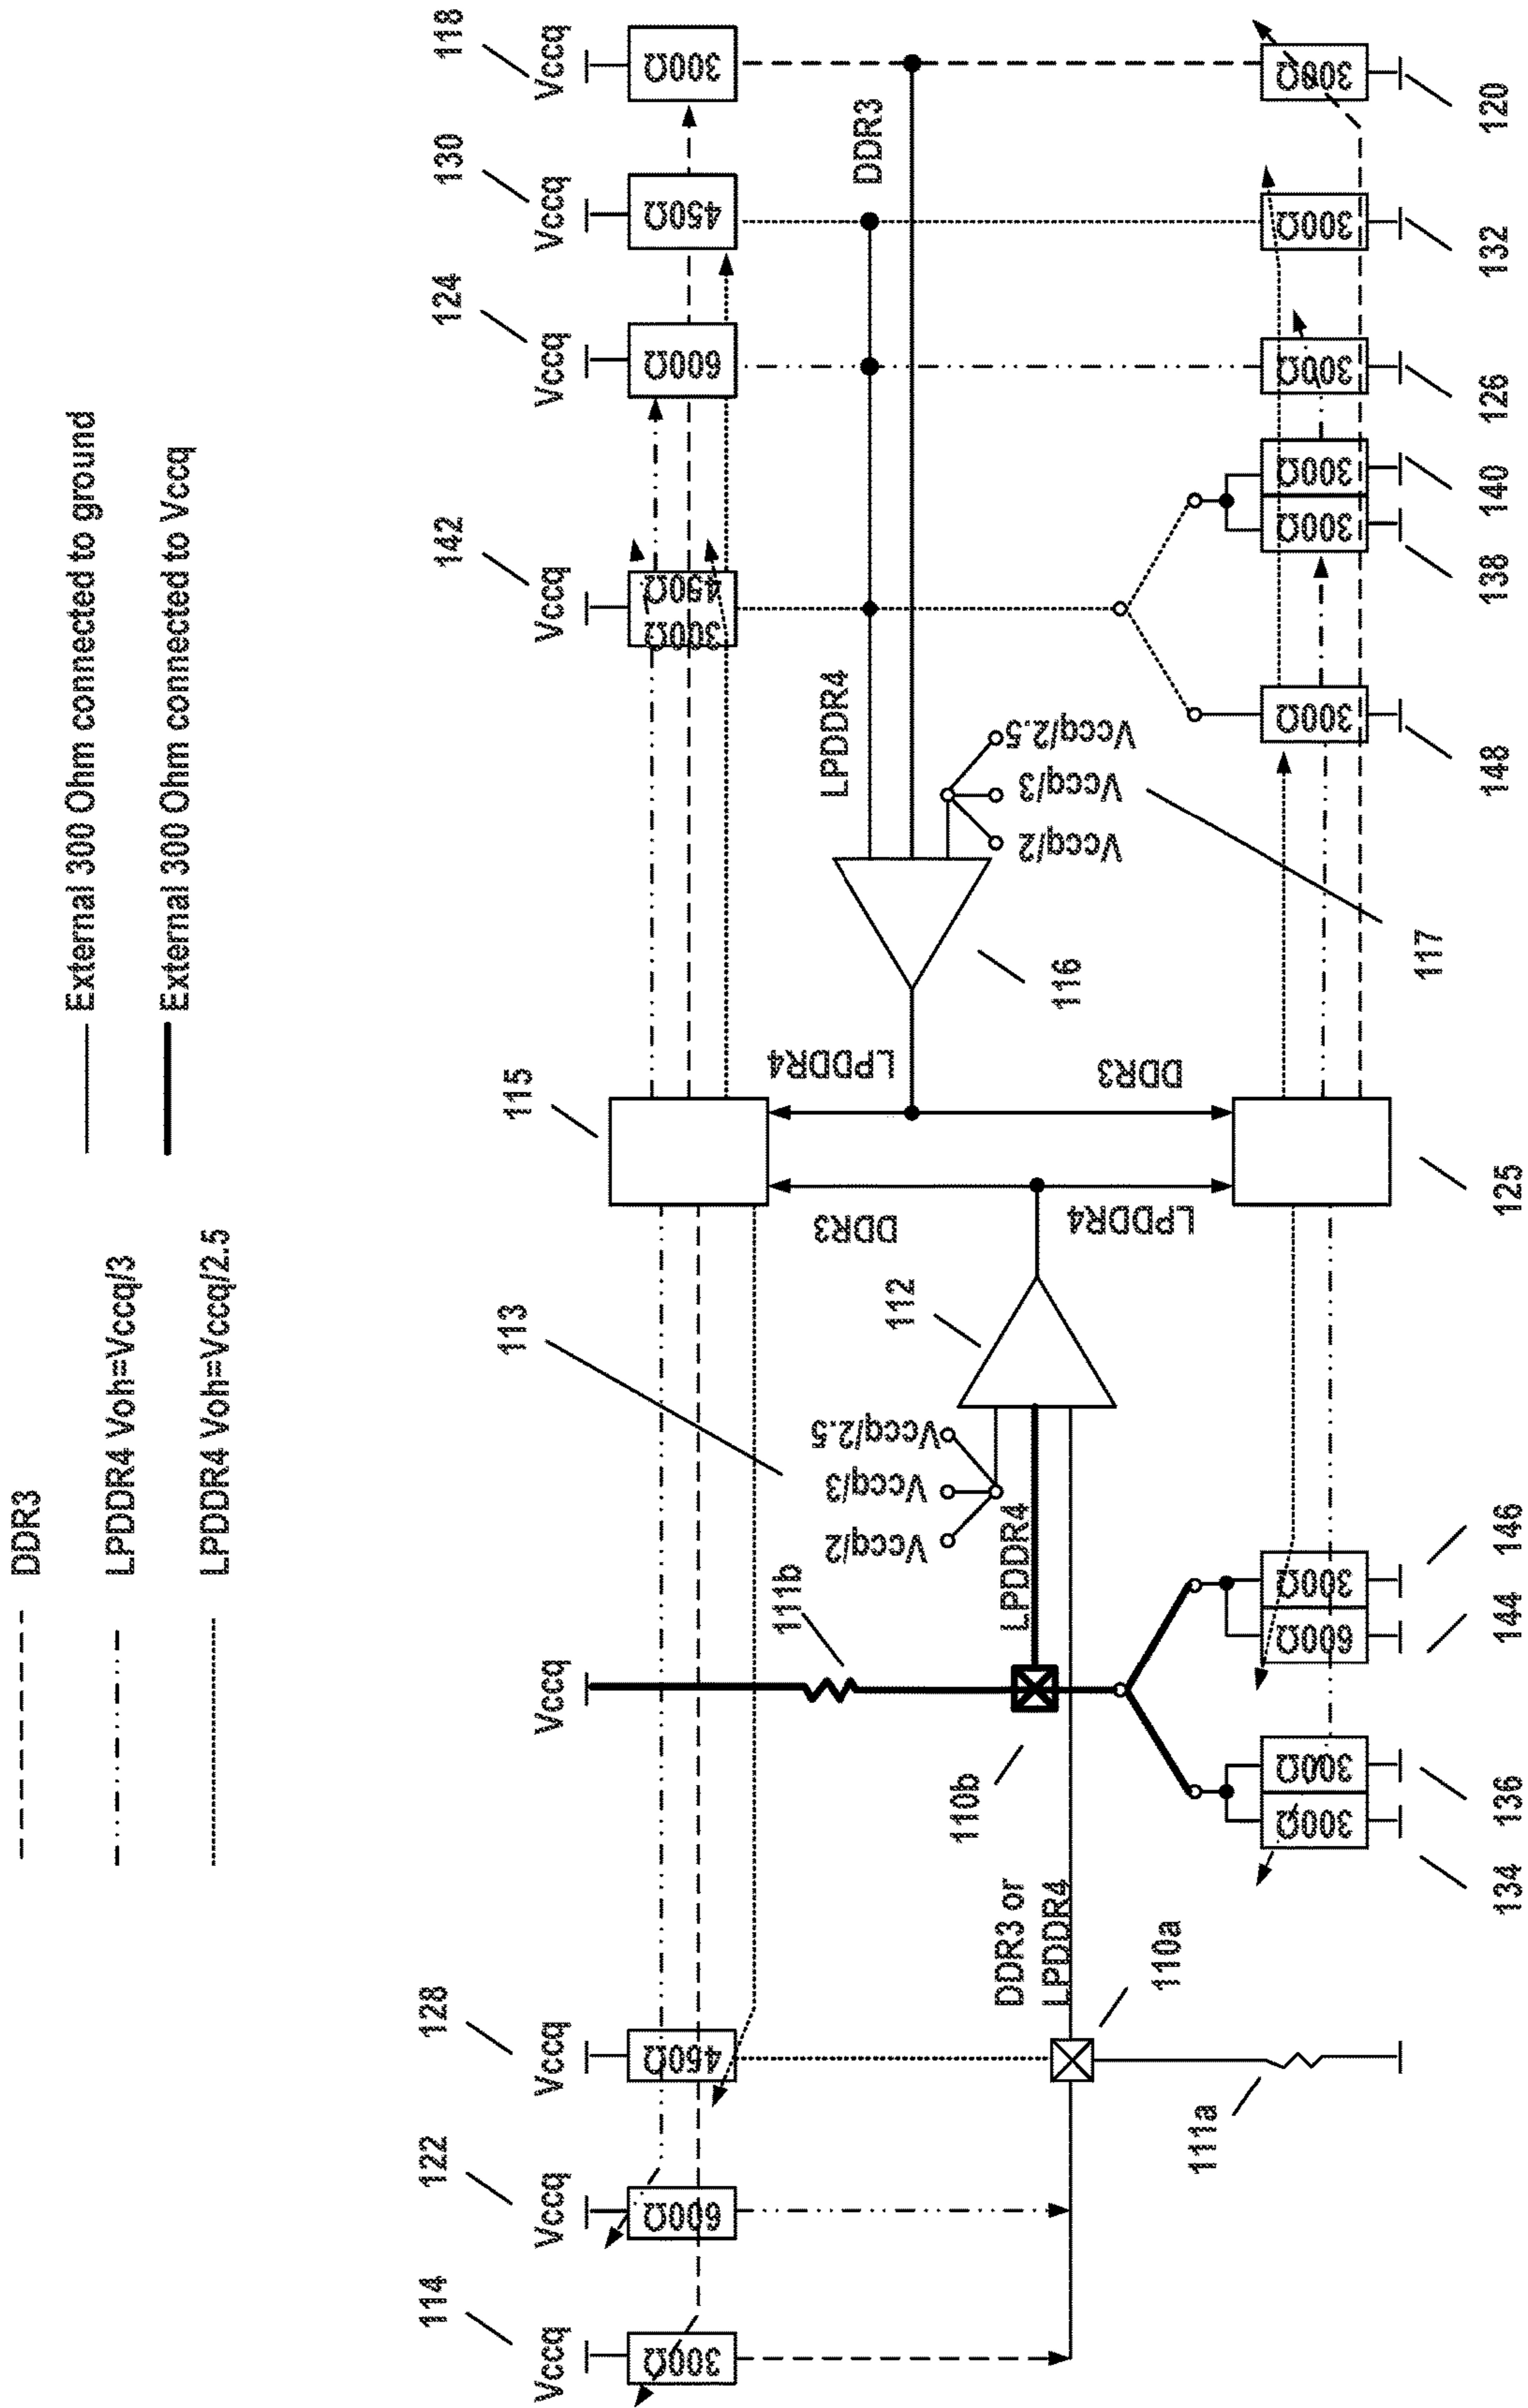 DDR3
LPDDR4 Voh=Vccq/3
LPDDR4 Voh=Vccq/2.5
External 300 Ohm connected to ground
External 300 Ohm connected to Vccq
114
122
128
113
115
142
124
130
118
Vccq
Vccq
Vccq
Vccq
Vccq
Vccq
Vccq
Vccq
300Ω
600Ω
450Ω
300Ω
450Ω
600Ω
450Ω
300Ω
111b
DDR3
LPDDR4
LPDDR4
DDR3
112
Vccq/2
Vccq/3
Vccq/2.5
LPDDR4
DDR3
LPDDR4
Vccq/2
Vccq/3
Vccq/2.5
116
117
110b
DDR3 or
LPDDR4
110a
111a
300Ω
300Ω
600Ω
300Ω
300Ω
300Ω
300Ω
300Ω
300Ω
300Ω
134
136
144
146
125
148
138
140
126
132
120